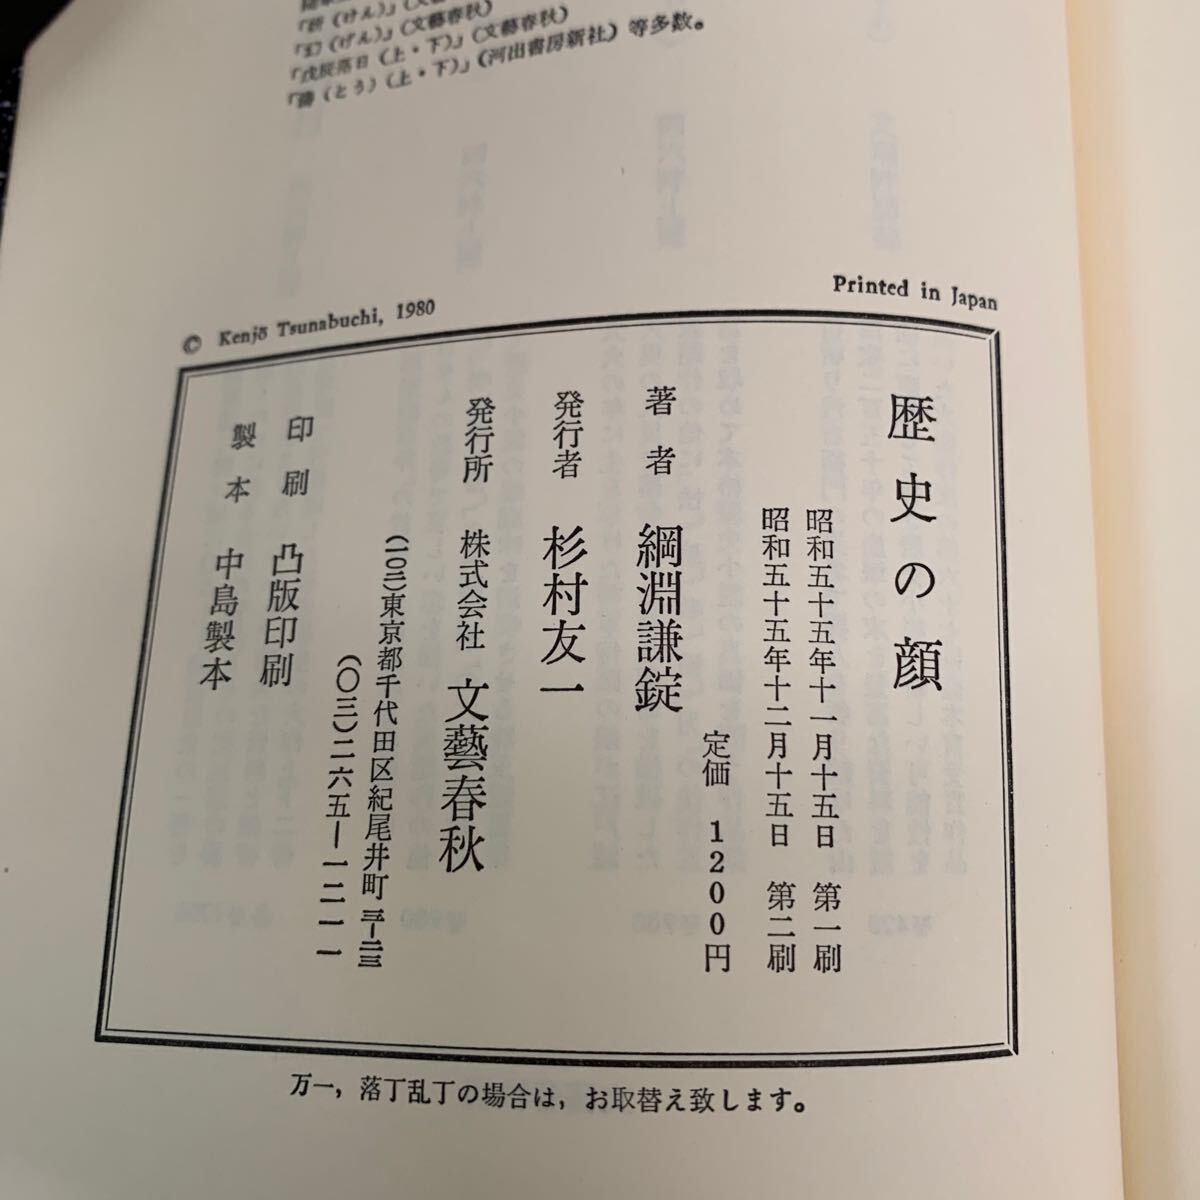 「幻(げん)」(文藝春秋)
「戊辰落日(上・下)」(文藝春秋)
(とう)(上・下)」(河出書房新社)等多数。
© Kenjō Tsunabuchi, 1980
Printed in Japan
歴史の顔
昭和五十五年十一月十五日 第一刷
昭和五十五年十二月十五日 第二刷
定価 1200円
著者 綱淵謙錠
発行者 杉村友一
発行所 株式会社 文藝春秋
(一〇二)東京都千代田区紀尾井町三-二三
(〇三)二六五-一二一一
印刷 凸版印刷
製本 中島製本
万一,落丁乱丁の場合は,お取替え致します。